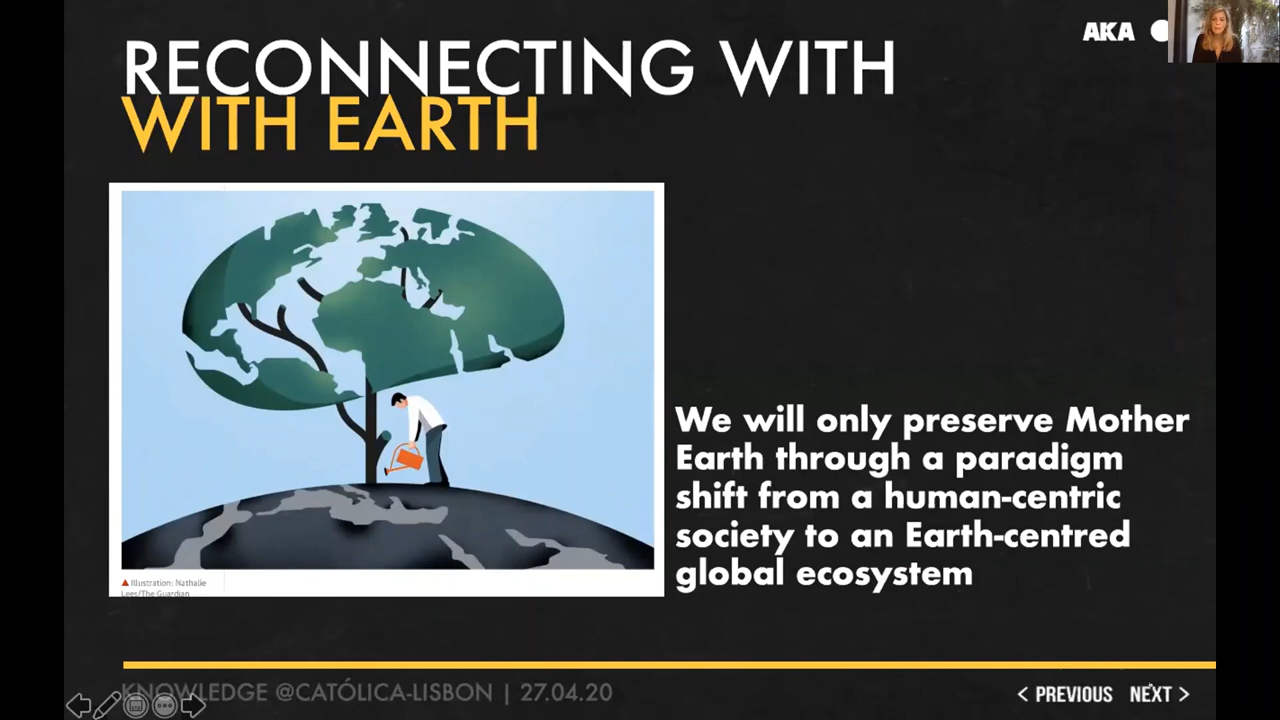 RECONNECTING WITH
WITH EARTH
AKA
We will only preserve Mother
Earth through a paradigm
shift from a human-centric
society to an Earth-centred
global ecosystem
Illustration: Nathalie
Lees/The Guardian
KNOWLEDGE @CATÓLICA-LISBON | 27.04.20
< PREVIOUS NEXT >